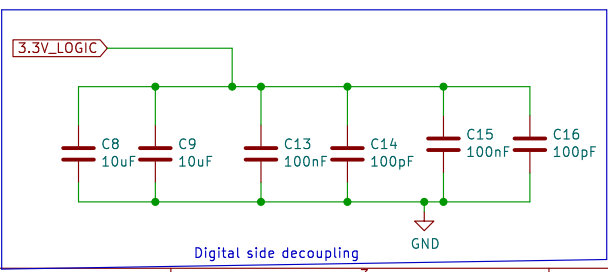 3.3V_LOGIC
C8
10uF
C9
10uF
C13
100nF
C14
100pF
C15
100nF
C16
100pF
GND
Digital side decoupling